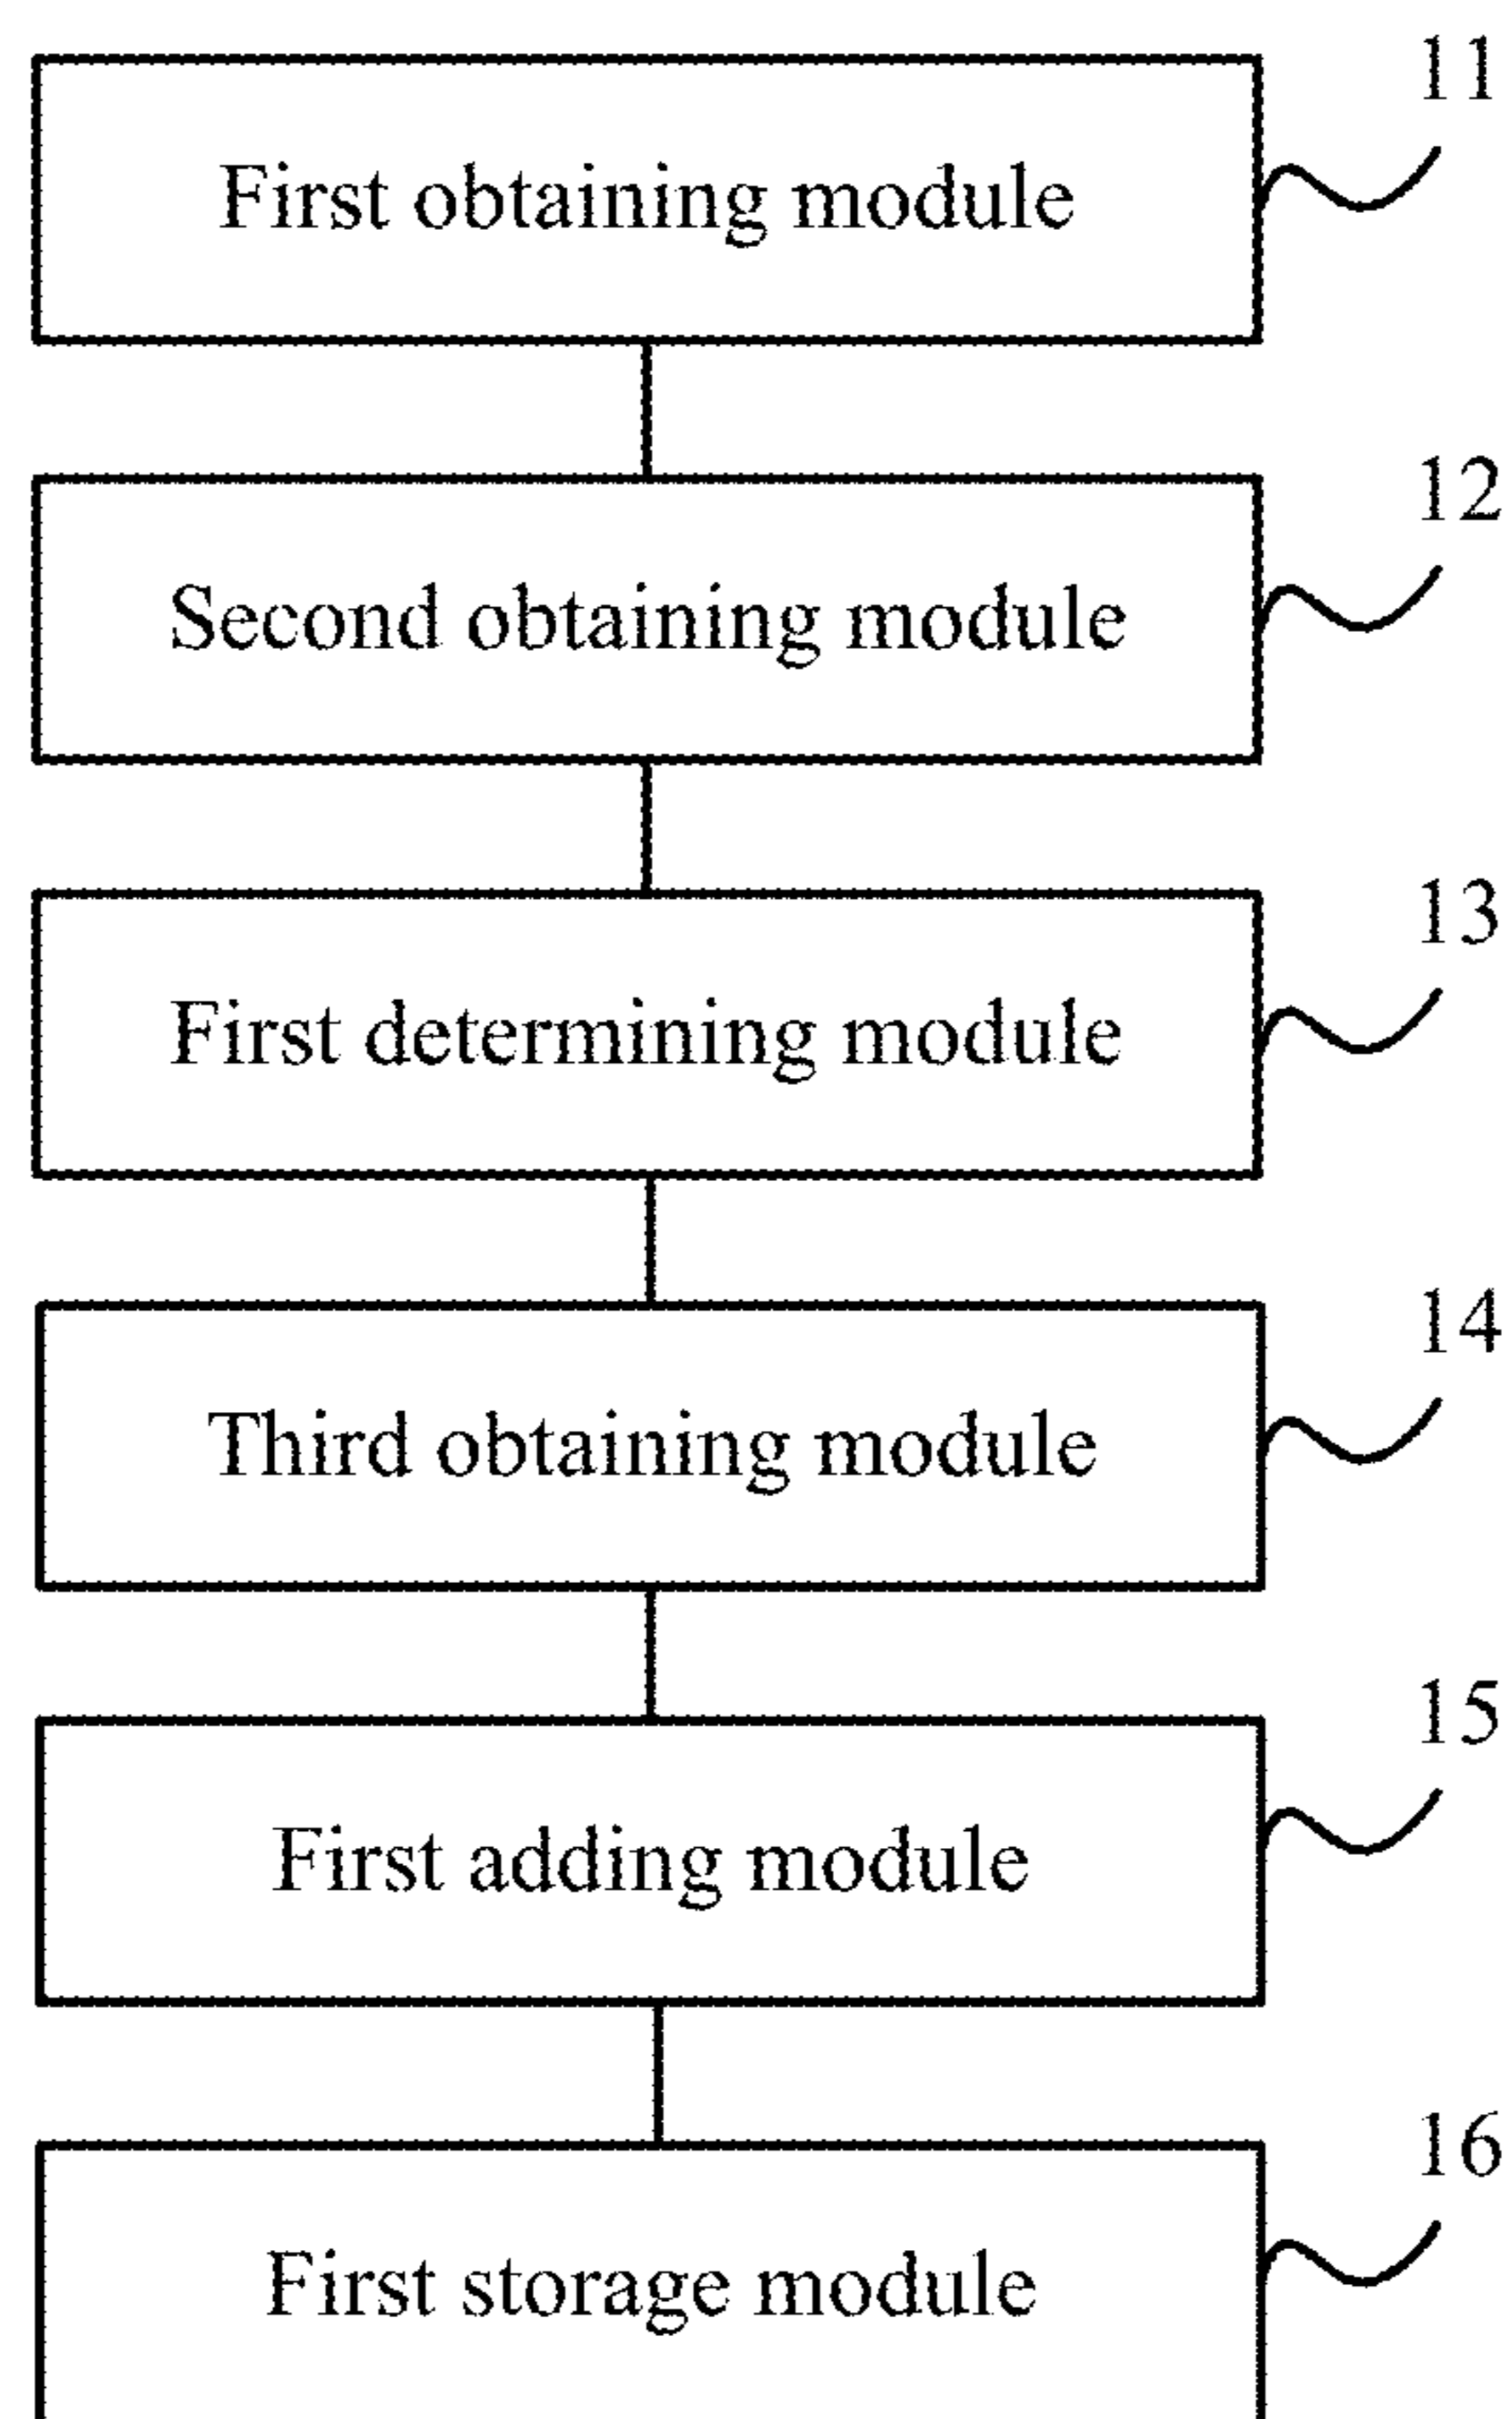 11
First obtaining module
12
Second obtaining module
13
First determining module
14
Third obtaining module
15
First adding module
16
First storage module